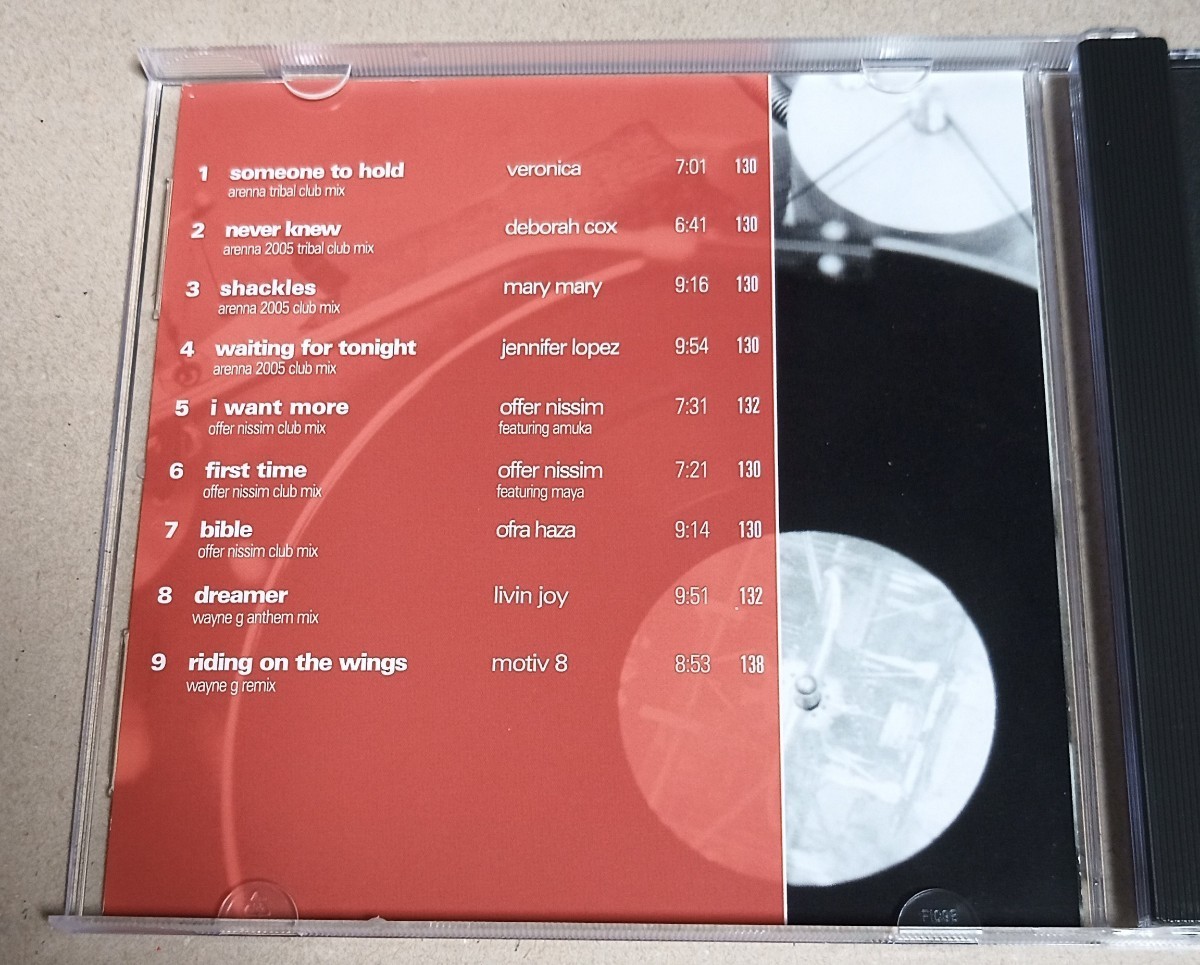 1 someone to hold veronica 7:01 130
arenna tribal club mix
2 never knew deborah cox 6:41 130
arenna 2005 tribal club mix
3 shackles mary mary 9:16 130
arenna 2005 club mix
4 waiting for tonight jennifer lopez 9:54 130
arenna 2005 club mix
5 i want more offer nissim 7:31 132
offer nissim club mix featuring amuka
6 first time offer nissim 7:21 130
offer nissim club mix featuring maya
7 bible ofra haza 9:14 130
offer nissim club mix
8 dreamer livin joy 9:51 132
wayne g anthem mix
9 riding on the wings motiv 8 8:53 138
wayne g remix